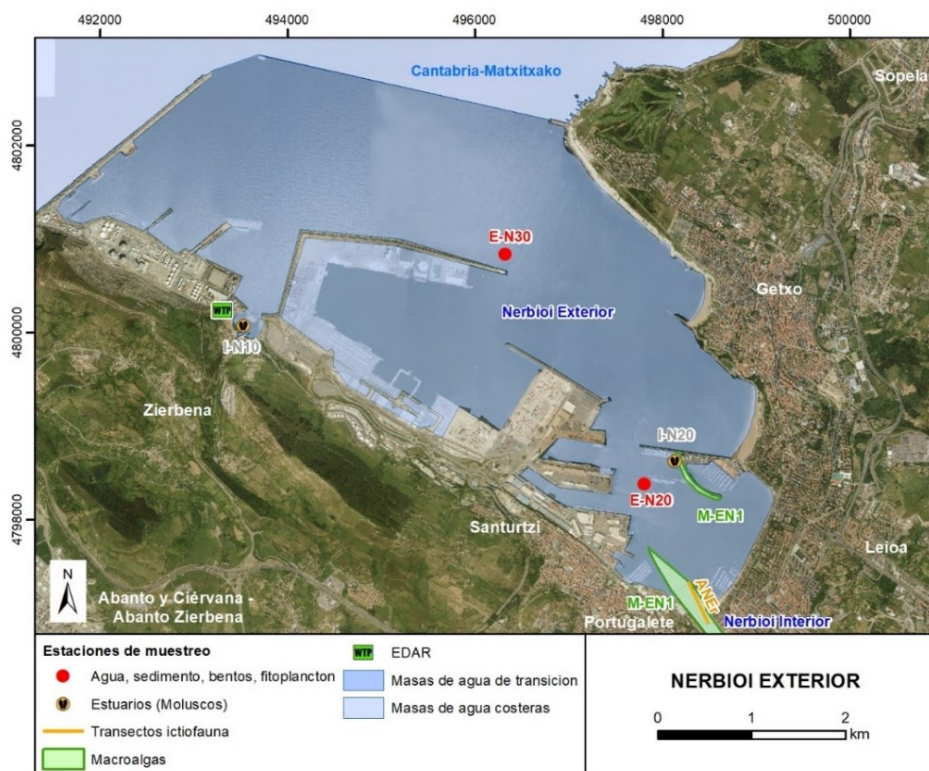 492000 494000 496000 498000 500000
Cantabria-Matxitxako
Sopela
4802000
E-N30
Getxo
Nerbioi Exterior
WTP
4800000
I-N10
Zierbena
I-N20
E-N20
M-EN1
4798000
Santurtzi
Leioa
ANEr
M-EN1
N
Abanto y Ciérvana -
Abanto Zierbena
Portugalete
Nerbioi Interior
Estaciones de muestreo
Agua, sedimento, bentos, fitoplancton
Estuarios (Moluscos)
Transectos ictiofauna
Macroalgas
WTP EDAR
Masas de agua de transicion
Masas de agua costeras
NERBIOI EXTERIOR
0 1 2
km